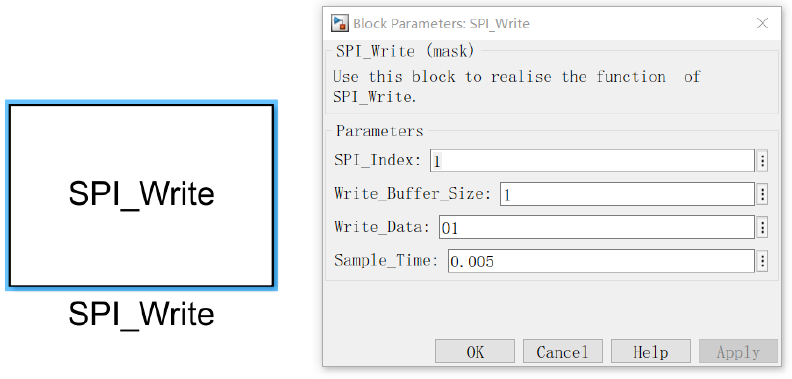 SPI_Write
SPI_Write
Block Parameters: SPI_Write
SPI_Write (mask)
Use this block to realise the function of
SPI_Write.
Parameters
SPI_Index: 1
Write_Buffer_Size: 1
Write_Data: 01
Sample_Time: 0.005
OK Cancel Help Apply